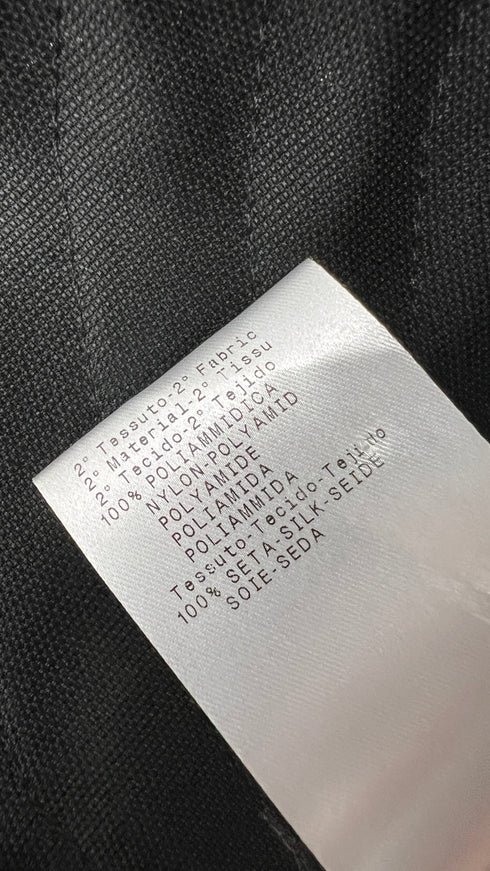 2° Tessuto-2° Fabric
2° Material-2° Tissu
2° Tecido-2° Tejido
100% POLIAMMIDICA
NYLON-POLYAMID
POLYAMIDE
POLIAMIDA
POLIAMMIDA
Tessuto-Tecido-Tejido
100% SETA-SILK-SEIDE
SOIE-SEDA